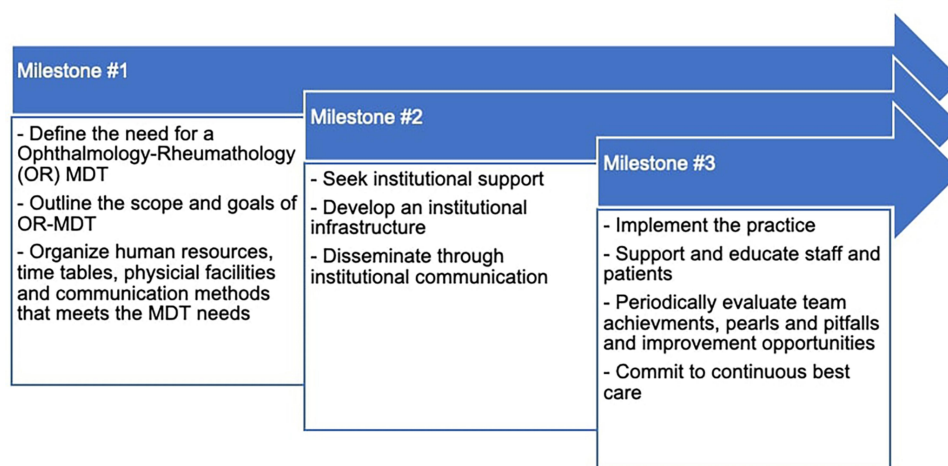 Milestone #1
- Define the need for a
Ophthalmology-Rheumathology
(OR) MDT
- Outline the scope and goals of
OR-MDT
- Organize human resources,
time tables, physicial facilities
and communication methods
that meets the MDT needs
Milestone #2
- Seek institutional support
- Develop an institutional
infrastructure
- Disseminate through
institutional communication
Milestone #3
- Implement the practice
- Support and educate staff and
patients
- Periodically evaluate team
achievments, pearls and pitfalls
and improvement opportunities
- Commit to continuous best
care